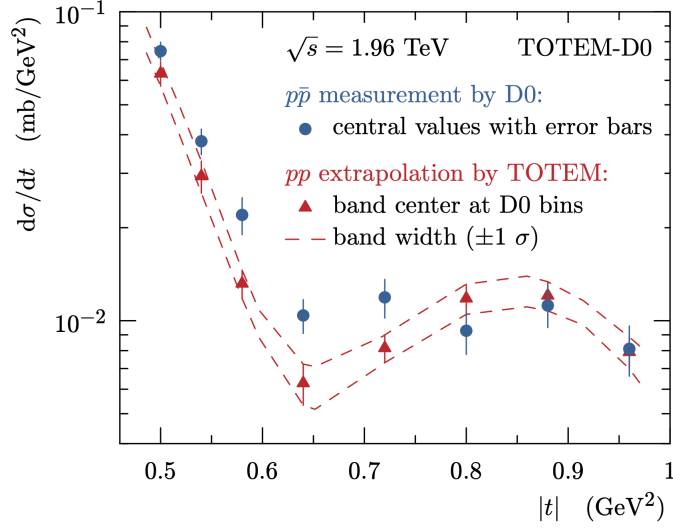 10⁻¹
√s = 1.96 TeV TOTEM-D0
pp̄ measurement by D0:
central values with error bars
pp extrapolation by TOTEM:
band center at D0 bins
band width (±1 σ)
dσ/dt (mb/GeV²)
10⁻²
0.5 0.6 0.7 0.8 0.9 1
|t| (GeV²)